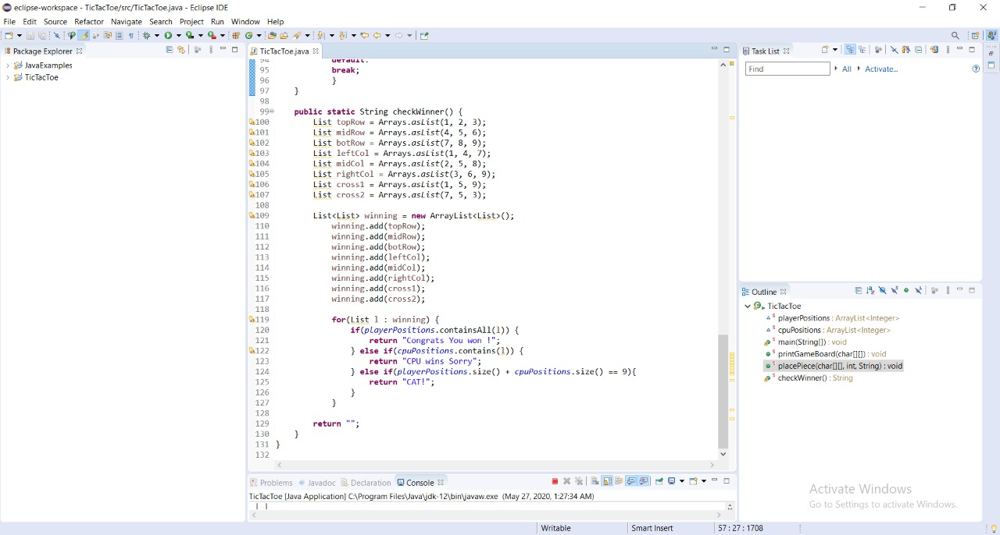 eclipse-workspace - TicTacToe/src/TicTacToe.java - Eclipse IDE
File Edit Source Refactor Navigate Search Project Run Window Help
Package Explorer
JavaExamples
TicTacToe
TicTacToe.java
94 default:
95 break;
96 }
97 }
98
99 public static String checkWinner() {
100 List topRow = Arrays.asList(1, 2, 3);
101 List midRow = Arrays.asList(4, 5, 6);
102 List botRow = Arrays.asList(7, 8, 9);
103 List leftCol = Arrays.asList(1, 4, 7);
104 List midCol = Arrays.asList(2, 5, 8);
105 List rightCol = Arrays.asList(3, 6, 9);
106 List cross1 = Arrays.asList(1, 5, 9);
107 List cross2 = Arrays.asList(7, 5, 3);
108
109 List<List> winning = new ArrayList<List>();
110 winning.add(topRow);
111 winning.add(midRow);
112 winning.add(botRow);
113 winning.add(leftCol);
114 winning.add(midCol);
115 winning.add(rightCol);
116 winning.add(cross1);
117 winning.add(cross2);
118
119 for(List l : winning) {
120 if(playerPositions.containsAll(l)) {
121 return "Congrats You won !";
122 } else if(cpuPositions.contains(l)) {
123 return "CPU wins Sorry";
124 } else if(playerPositions.size() + cpuPositions.size() == 9){
125 return "CAT!";
126 }
127 }
128
129 return "";
130 }
131 }
132
Problems @ Javadoc Declaration Console
TicTacToe [Java Application] C:\Program Files\Java\jdk-12\bin\javaw.exe (May 27, 2020, 1:27:34 AM)
| |
Task List
Find All Activate...
Outline
TicTacToe
playerPositions : ArrayList<Integer>
cpuPositions : ArrayList<Integer>
main(String[]) : void
printGameBoard(char[][]) : void
placePiece(char[][], int, String) : void
checkWinner() : String
Activate Windows
Go to Settings to activate Windows.
Writable Smart Insert 57 : 27 : 1708